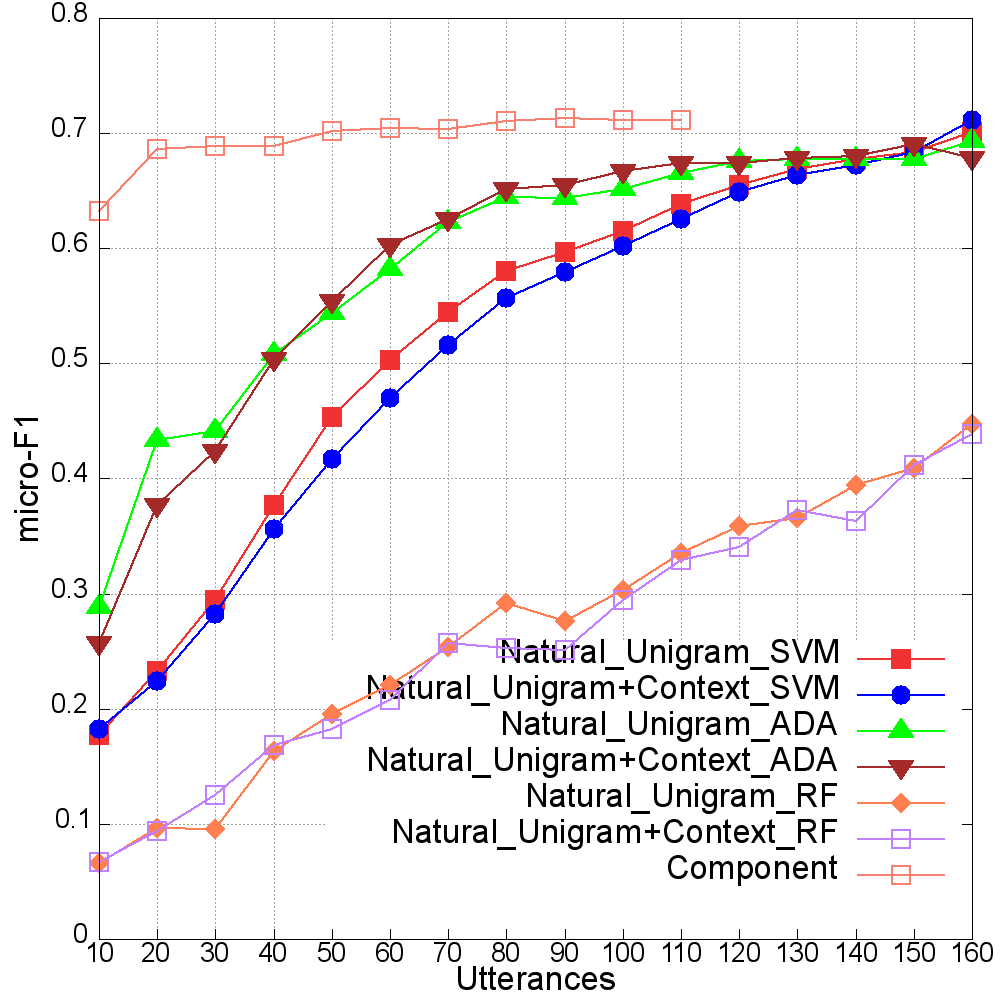 0.8
0.7
0.6
0.5
0.4
0.3
0.2
0.1
0
micro-F1
Natural_Unigram_SVM
Natural_Unigram+Context_SVM
Natural_Unigram_ADA
Natural_Unigram+Context_ADA
Natural_Unigram_RF
Natural_Unigram+Context_RF
Component
10 20 30 40 50 60 70 80 90 100 110 120 130 140 150 160
Utterances